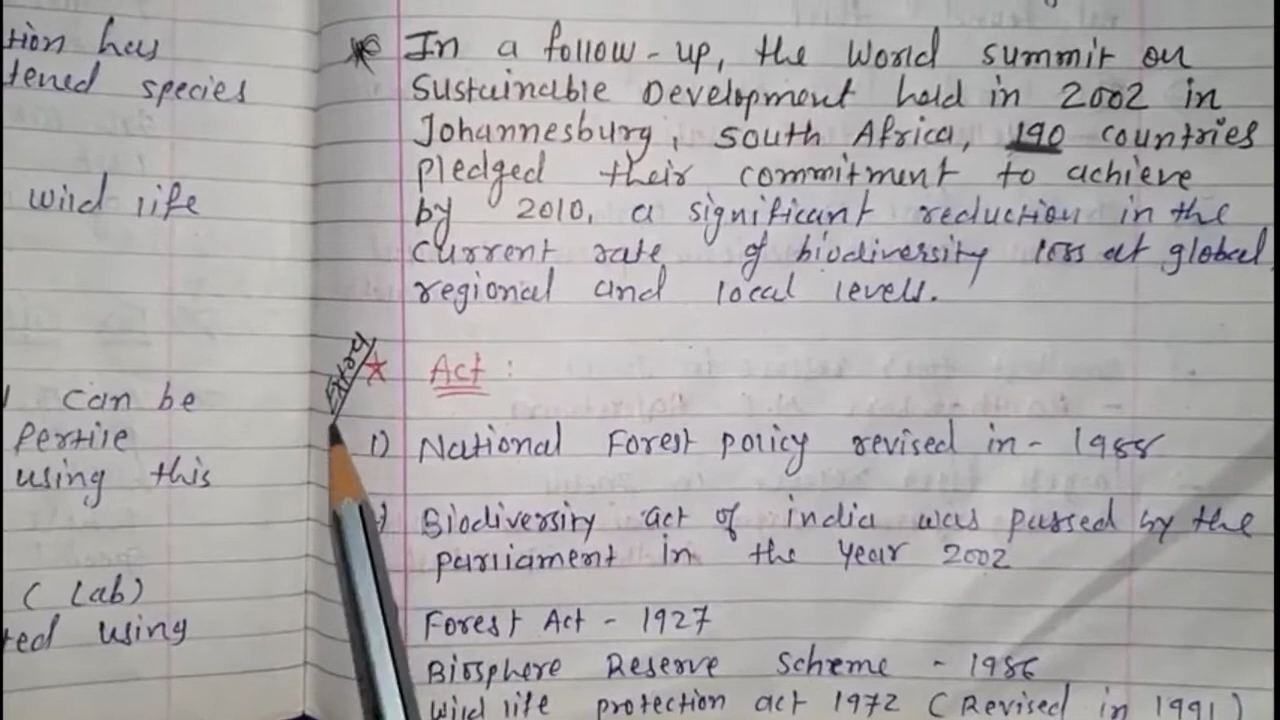 tion has
tened species
wild life
can be
fertile
using this
( Lab)
ted using
In a follow-up, the World summit on
Sustainable Development held in 2002 in
Johannesburg, south Africa, 190 countries
pledged their commitment to achieve
by 2010, a significant reduction in the
current rate of biodiversity loss at global,
regional and local levels.
* Act :
1) National Forest policy revised in - 1988
Biodiversity act of india was passed by the
parliament in the year 2002
Forest Act - 1927
Biosphere Reserve scheme - 1986
wild life protection act 1972 (Revised in 1991)